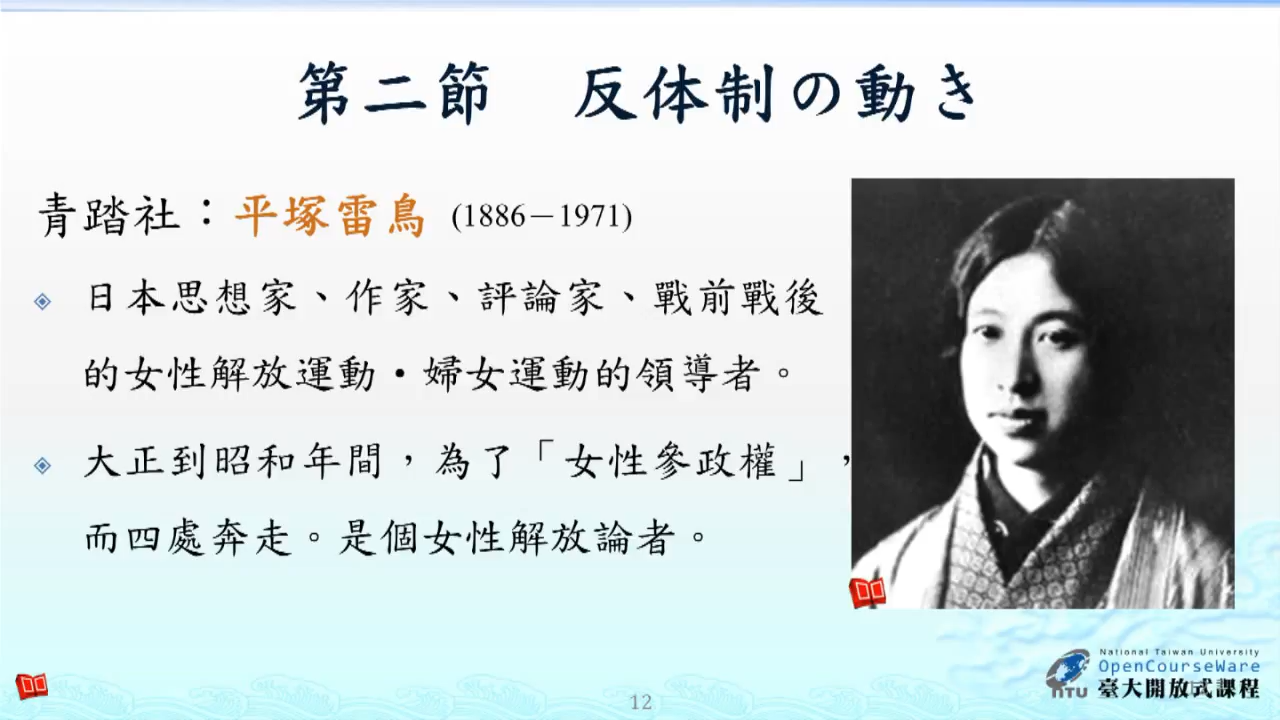 第二節　反体制の動き
青踏社：平塚雷鳥 (1886－1971)
日本思想家、作家、評論家、戰前戰後
的女性解放運動・婦女運動的領導者。
大正到昭和年間，為了「女性參政權」，
而四處奔走。是個女性解放論者。
National Taiwan University
OpenCourseWare
NTU 臺大開放式課程
12